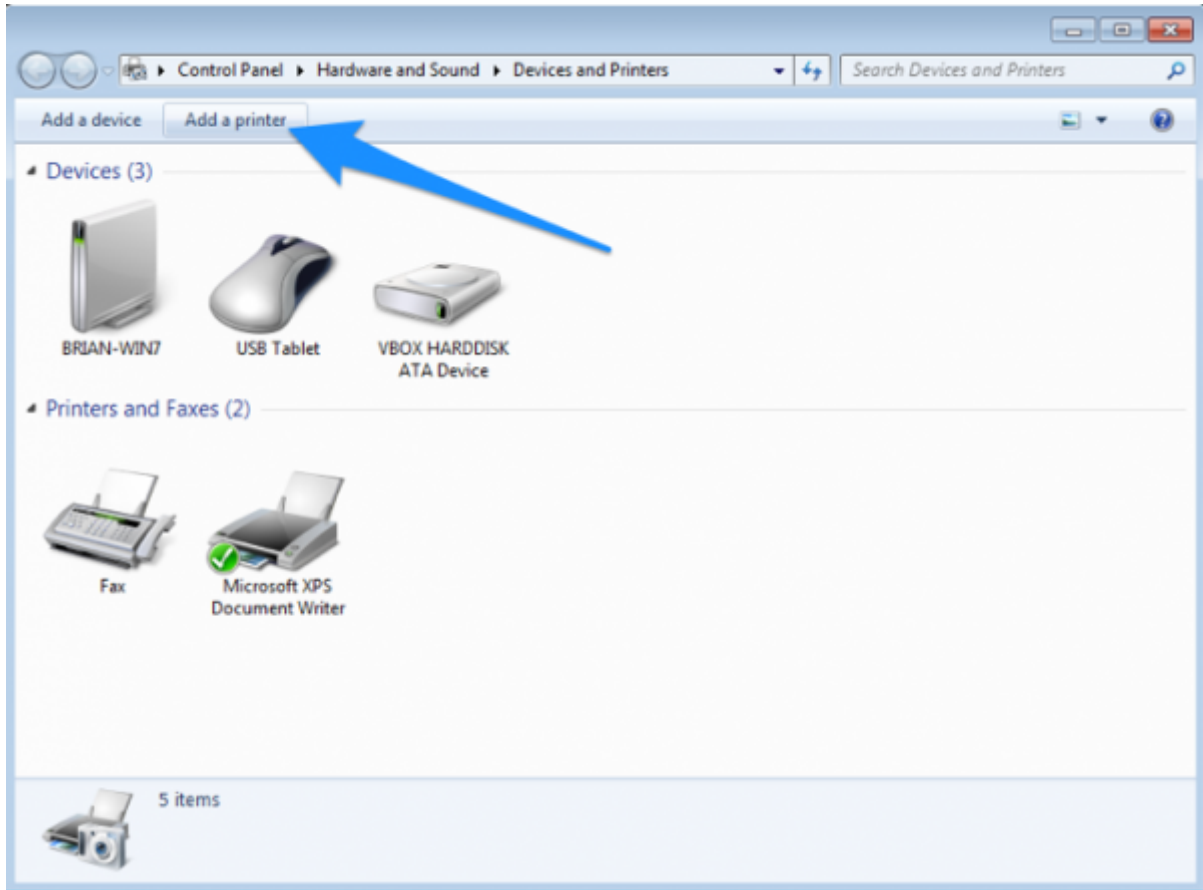 Control Panel ▸ Hardware and Sound ▸ Devices and Printers
Search Devices and Printers
Add a device
Add a printer
Devices (3)
BRIAN-WIN7
USB Tablet
VBOX HARDDISK
ATA Device
Printers and Faxes (2)
Fax
Microsoft XPS
Document Writer
5 items